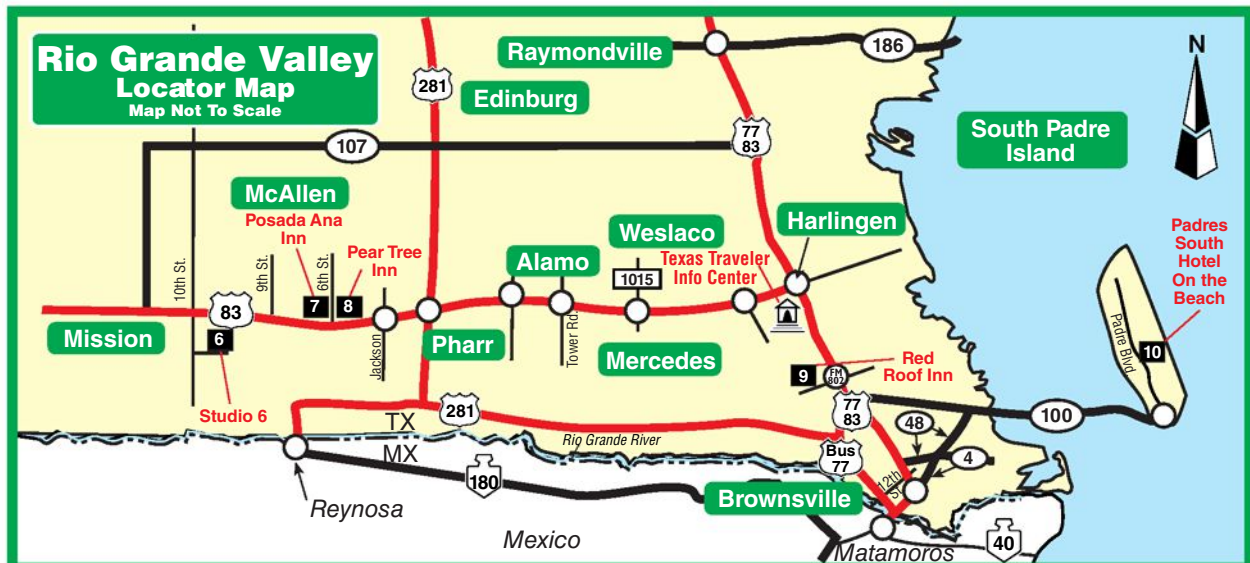 Rio Grande Valley
Locator Map
Map Not To Scale
N
Raymondville
186
281
Edinburg
77
83
South Padre
Island
107
McAllen
Posada Ana
Inn
Pear Tree
Inn
10th St.
9th St.
6th St.
7
8
Weslaco
Texas Traveler
Info Center
Harlingen
Padres
South
Hotel
On the
Beach
Alamo
1015
83
Mission
6
Jackson
Pharr
Tower Rd.
Mercedes
Padre Blvd
10
9
Red
Roof Inn
FM
802
Studio 6
281
TX
MX
Rio Grande River
77
83
100
48
4
Bus
77
12th
St.
180
Brownsville
Reynosa
Mexico
Matamoros
40